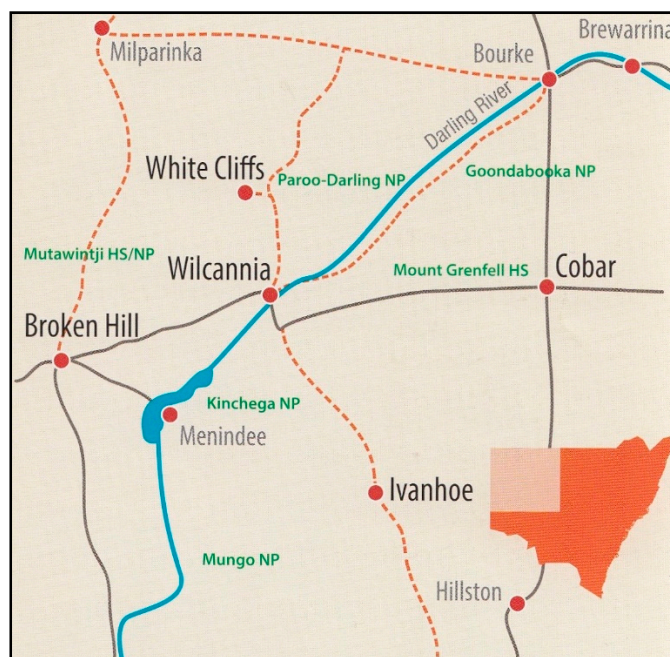 Milparinka
Bourke
Brewarrina
Darling River
White Cliffs
Paroo-Darling NP
Goondabooka NP
Mutawintji HS/NP
Wilcannia
Mount Grenfell HS
Cobar
Broken Hill
Kinchega NP
Menindee
Ivanhoe
Mungo NP
Hillston